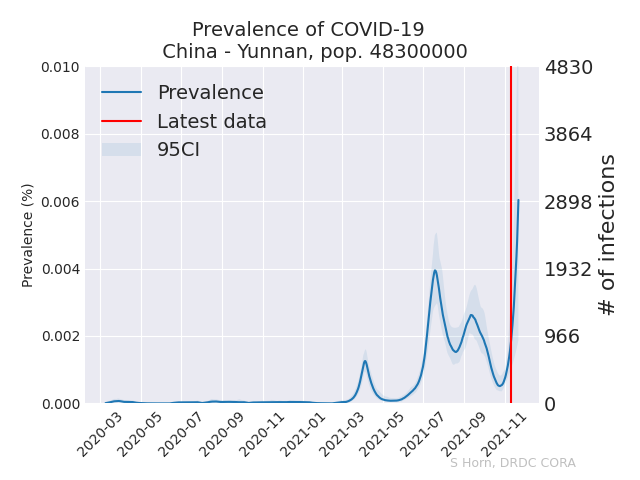 Prevalence of COVID-19
China - Yunnan, pop. 48300000
Prevalence
Latest data
95CI
Prevalence (%)
0.010
0.008
0.006
0.004
0.002
0.000
4830
3864
2898
1932
966
0
# of infections
2020-03
2020-05
2020-07
2020-09
2020-11
2021-01
2021-03
2021-05
2021-07
2021-09
2021-11
S Horn, DRDC CORA